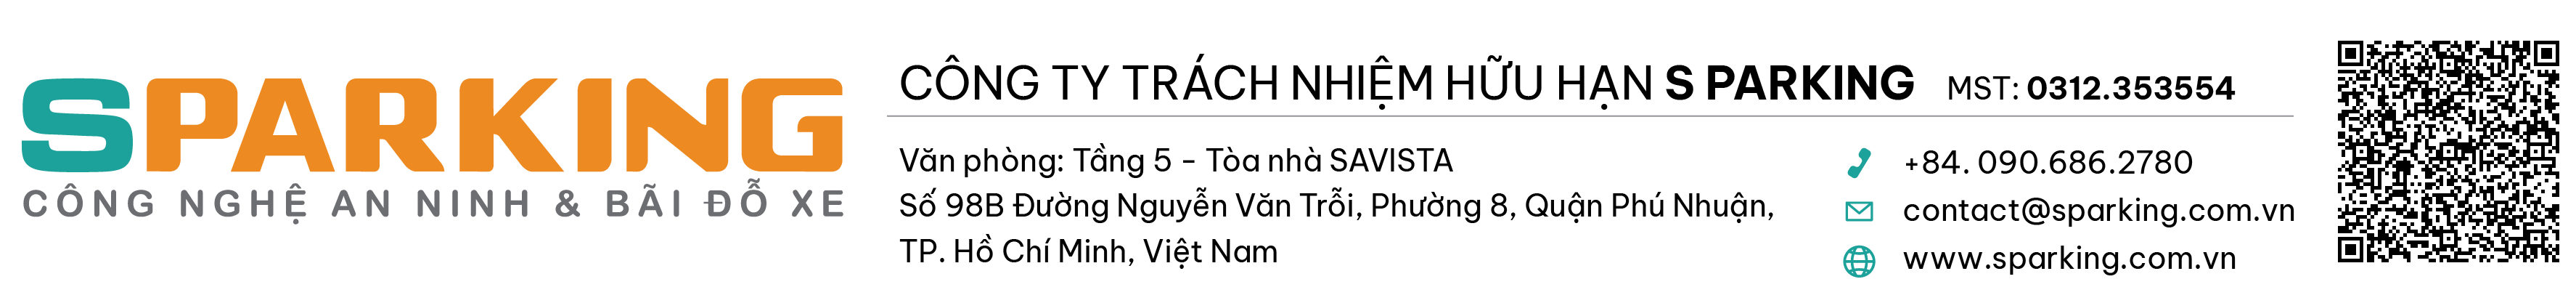 SPARKING
CÔNG NGHỆ AN NINH & BÃI ĐỖ XE
CÔNG TY TRÁCH NHIỆM HỮU HẠN S PARKING MST: 0312.353554
Văn phòng: Tầng 5 - Tòa nhà SAVISTA
Số 98B Đường Nguyễn Văn Trỗi, Phường 8, Quận Phú Nhuận,
TP. Hồ Chí Minh, Việt Nam
+84. 090.686.2780
contact@sparking.com.vn
www.sparking.com.vn